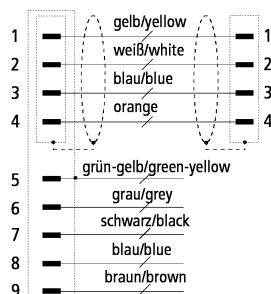 gelb/yellow
1 1
weiß/white
2 2
blau/blue
3 3
orange
4 4
grün-gelb/green-yellow
5
grau/grey
6
schwarz/black
7
blau/blue
8
braun/brown
9